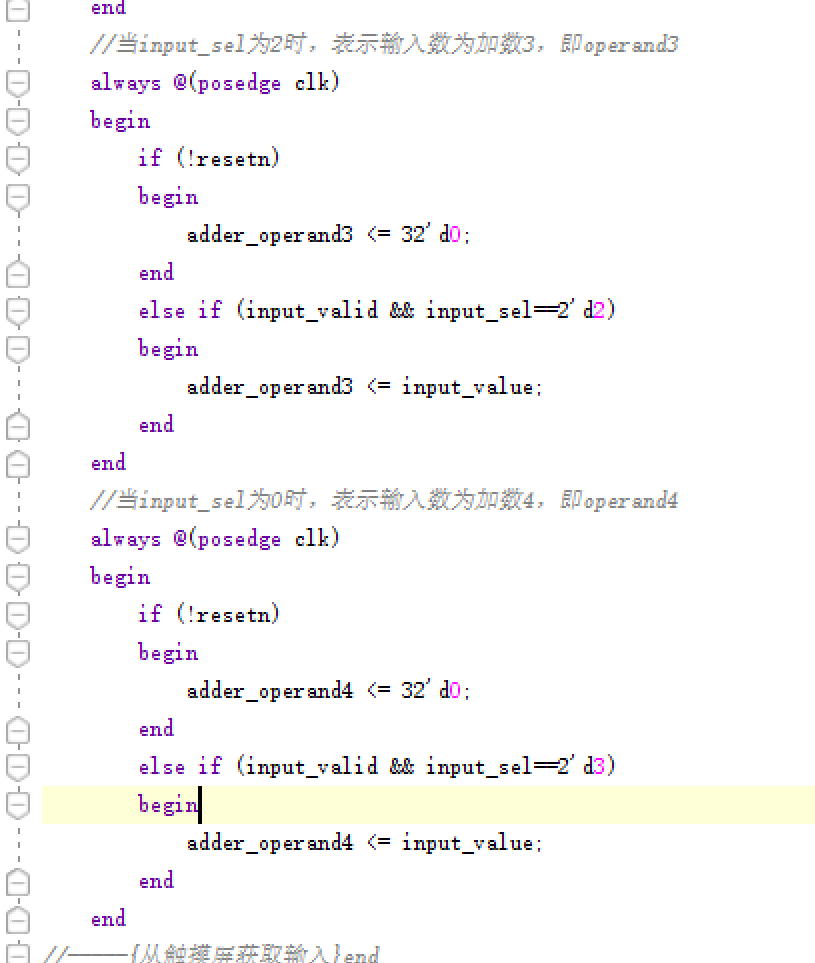 end
//当input_sel为2时，表示输入数为加数3，即operand3
always @(posedge clk)
begin
if (!resetn)
begin
adder_operand3 <= 32'd0;
end
else if (input_valid && input_sel==2'd2)
begin
adder_operand3 <= input_value;
end
end
//当input_sel为0时，表示输入数为加数4，即operand4
always @(posedge clk)
begin
if (!resetn)
begin
adder_operand4 <= 32'd0;
end
else if (input_valid && input_sel==2'd3)
begin
adder_operand4 <= input_value;
end
end
//-----{从触摸屏获取输入}end